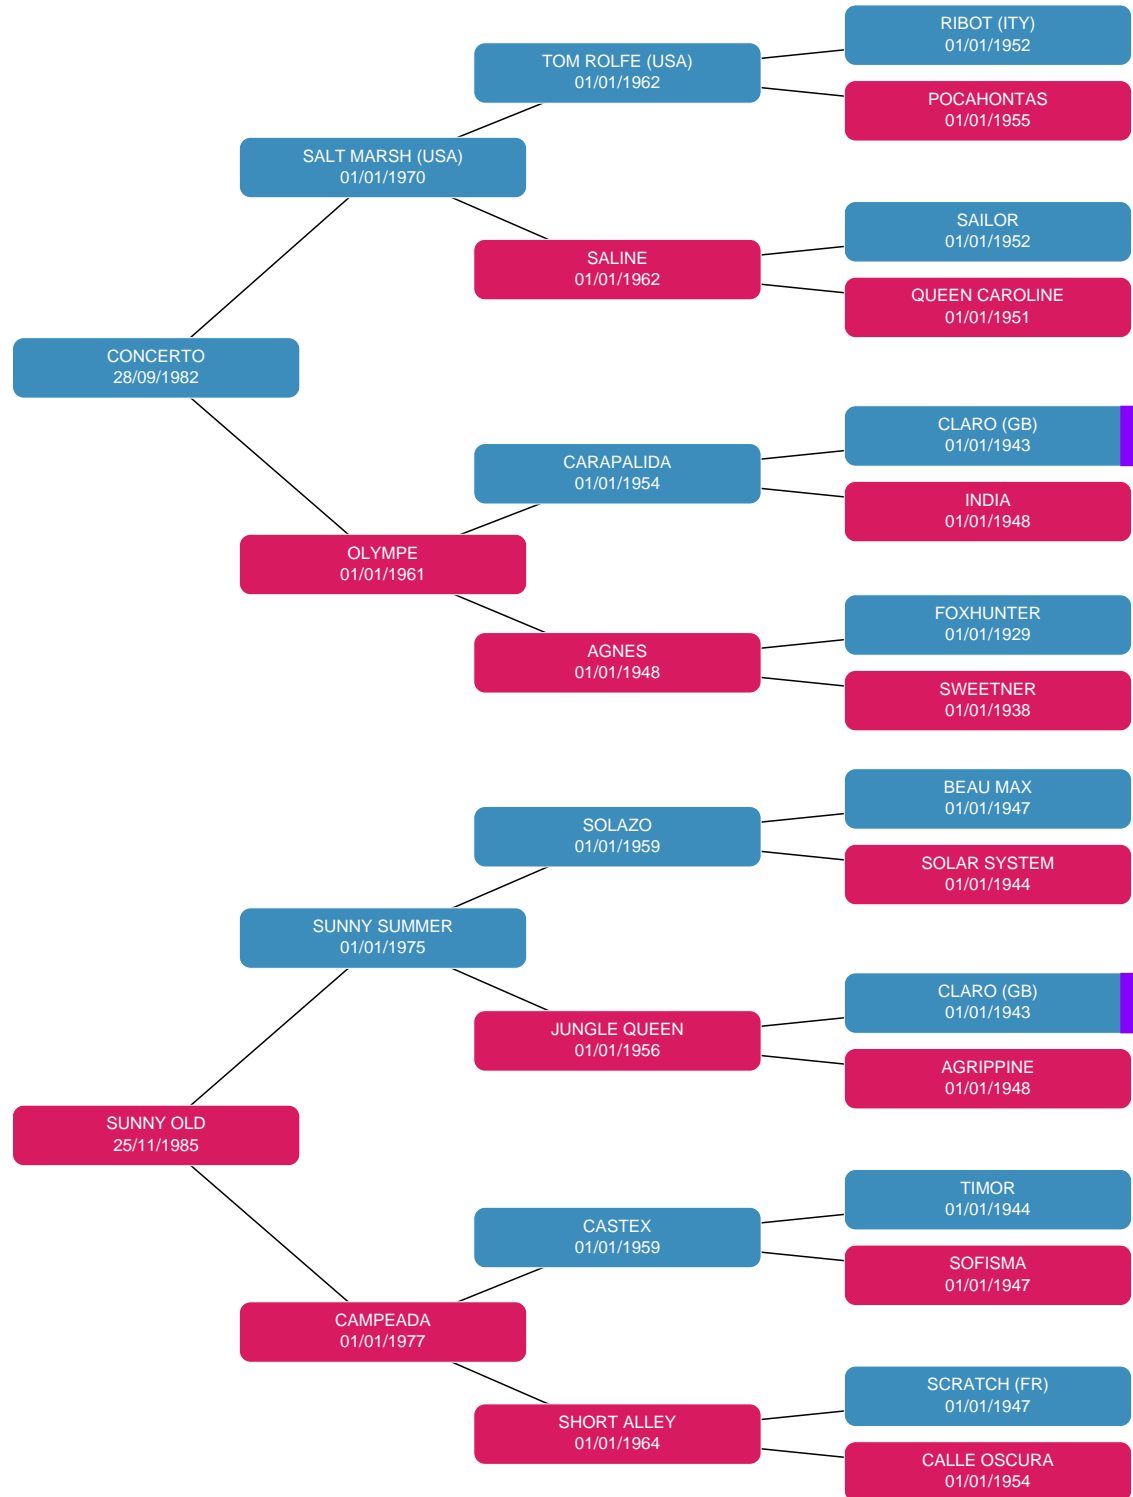 RIBOT (ITY)
01/01/1952
TOM ROLFE (USA)
01/01/1962
POCAHONTAS
01/01/1955
SALT MARSH (USA)
01/01/1970
SAILOR
01/01/1952
SALINE
01/01/1962
QUEEN CAROLINE
01/01/1951
CONCERTO
28/09/1982
CLARO (GB)
01/01/1943
CARAPALIDA
01/01/1954
INDIA
01/01/1948
OLYMPE
01/01/1961
FOXHUNTER
01/01/1929
AGNES
01/01/1948
SWEETNER
01/01/1938
BEAU MAX
01/01/1947
SOLAZO
01/01/1959
SOLAR SYSTEM
01/01/1944
SUNNY SUMMER
01/01/1975
CLARO (GB)
01/01/1943
JUNGLE QUEEN
01/01/1956
AGRIPPINE
01/01/1948
SUNNY OLD
25/11/1985
TIMOR
01/01/1944
CASTEX
01/01/1959
SOFISMA
01/01/1947
CAMPEADA
01/01/1977
SCRATCH (FR)
01/01/1947
SHORT ALLEY
01/01/1964
CALLE OSCURA
01/01/1954